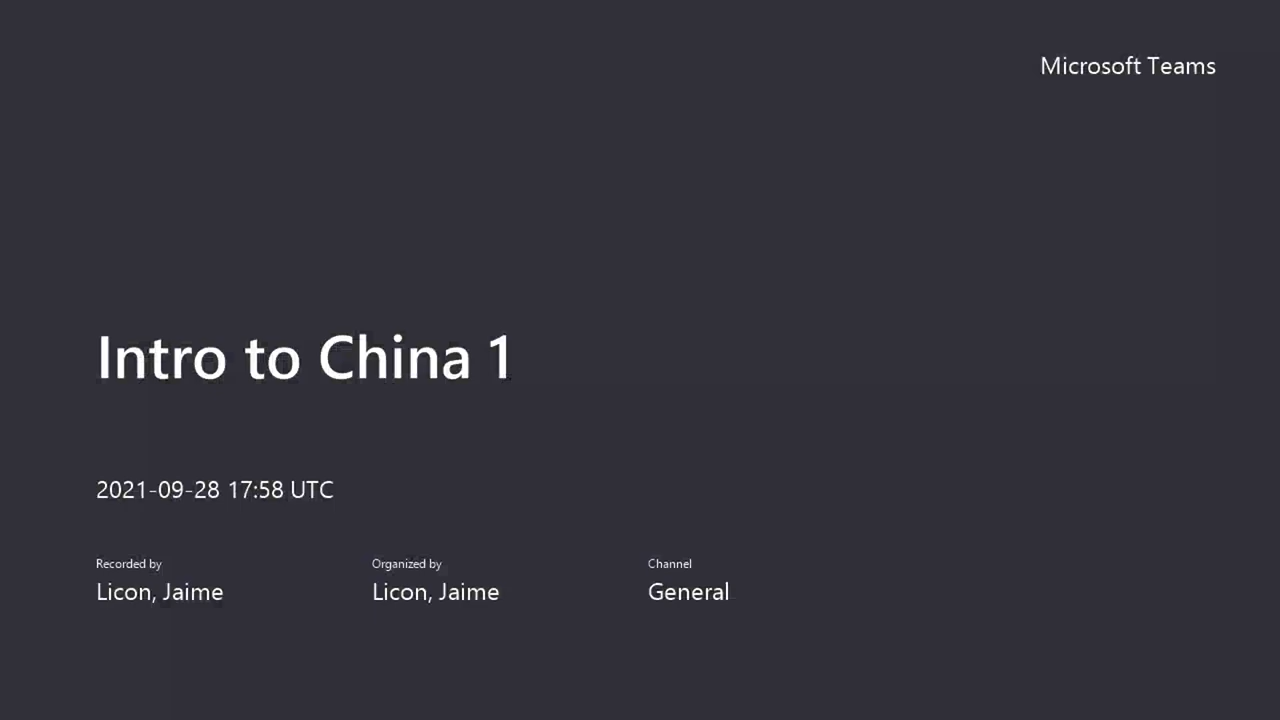 Microsoft Teams
Intro to China 1
2021-09-28 17:58 UTC
Recorded by
Licon, Jaime
Organized by
Licon, Jaime
Channel
General